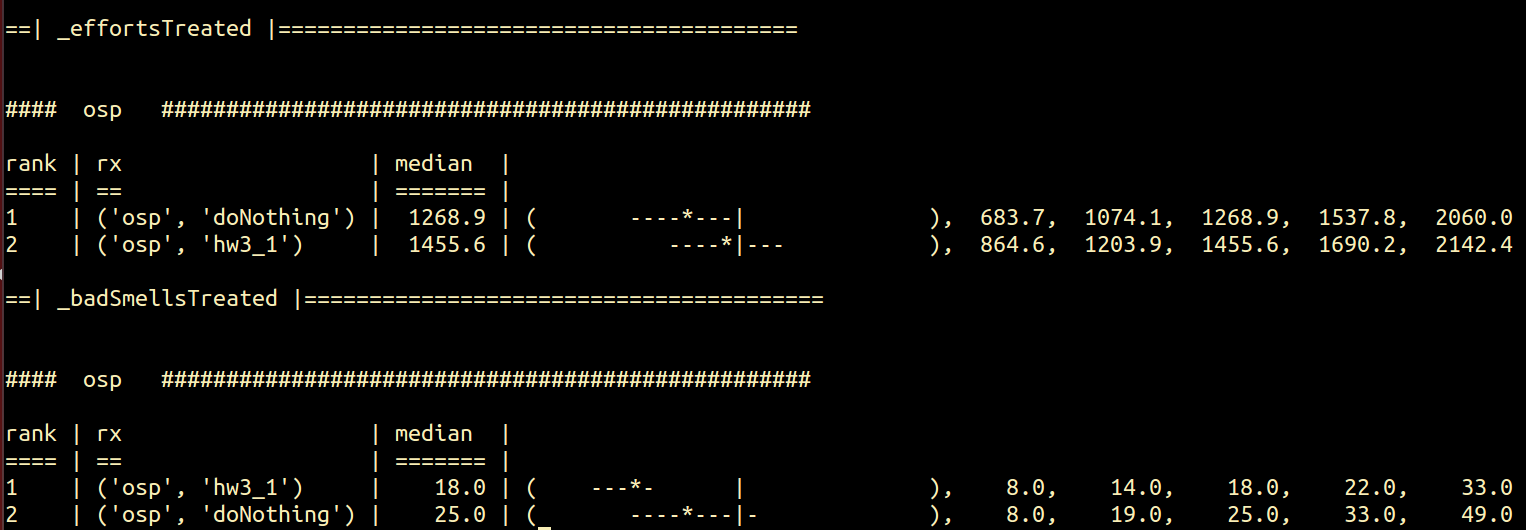 ==| _effortsTreated |========================================
####  osp   ##################################################
rank | rx                   | median  |
==== | ==                   | ======= |
1    | ('osp', 'doNothing') |  1268.9 | (       ----*---|              ),  683.7,  1074.1,  1268.9,  1537.8,  2060.0
2    | ('osp', 'hw3_1')     |  1455.6 | (          ----*|---           ),  864.6,  1203.9,  1455.6,  1690.2,  2142.4
==| _badSmellsTreated |========================================
####  osp   ##################################################
rank | rx                   | median  |
==== | ==                   | ======= |
1    | ('osp', 'hw3_1')     |    18.0 | (    ---*-      |              ),    8.0,    14.0,    18.0,    22.0,    33.0
2    | ('osp', 'doNothing') |    25.0 | (       ----*---|-             ),    8.0,    19.0,    25.0,    33.0,    49.0